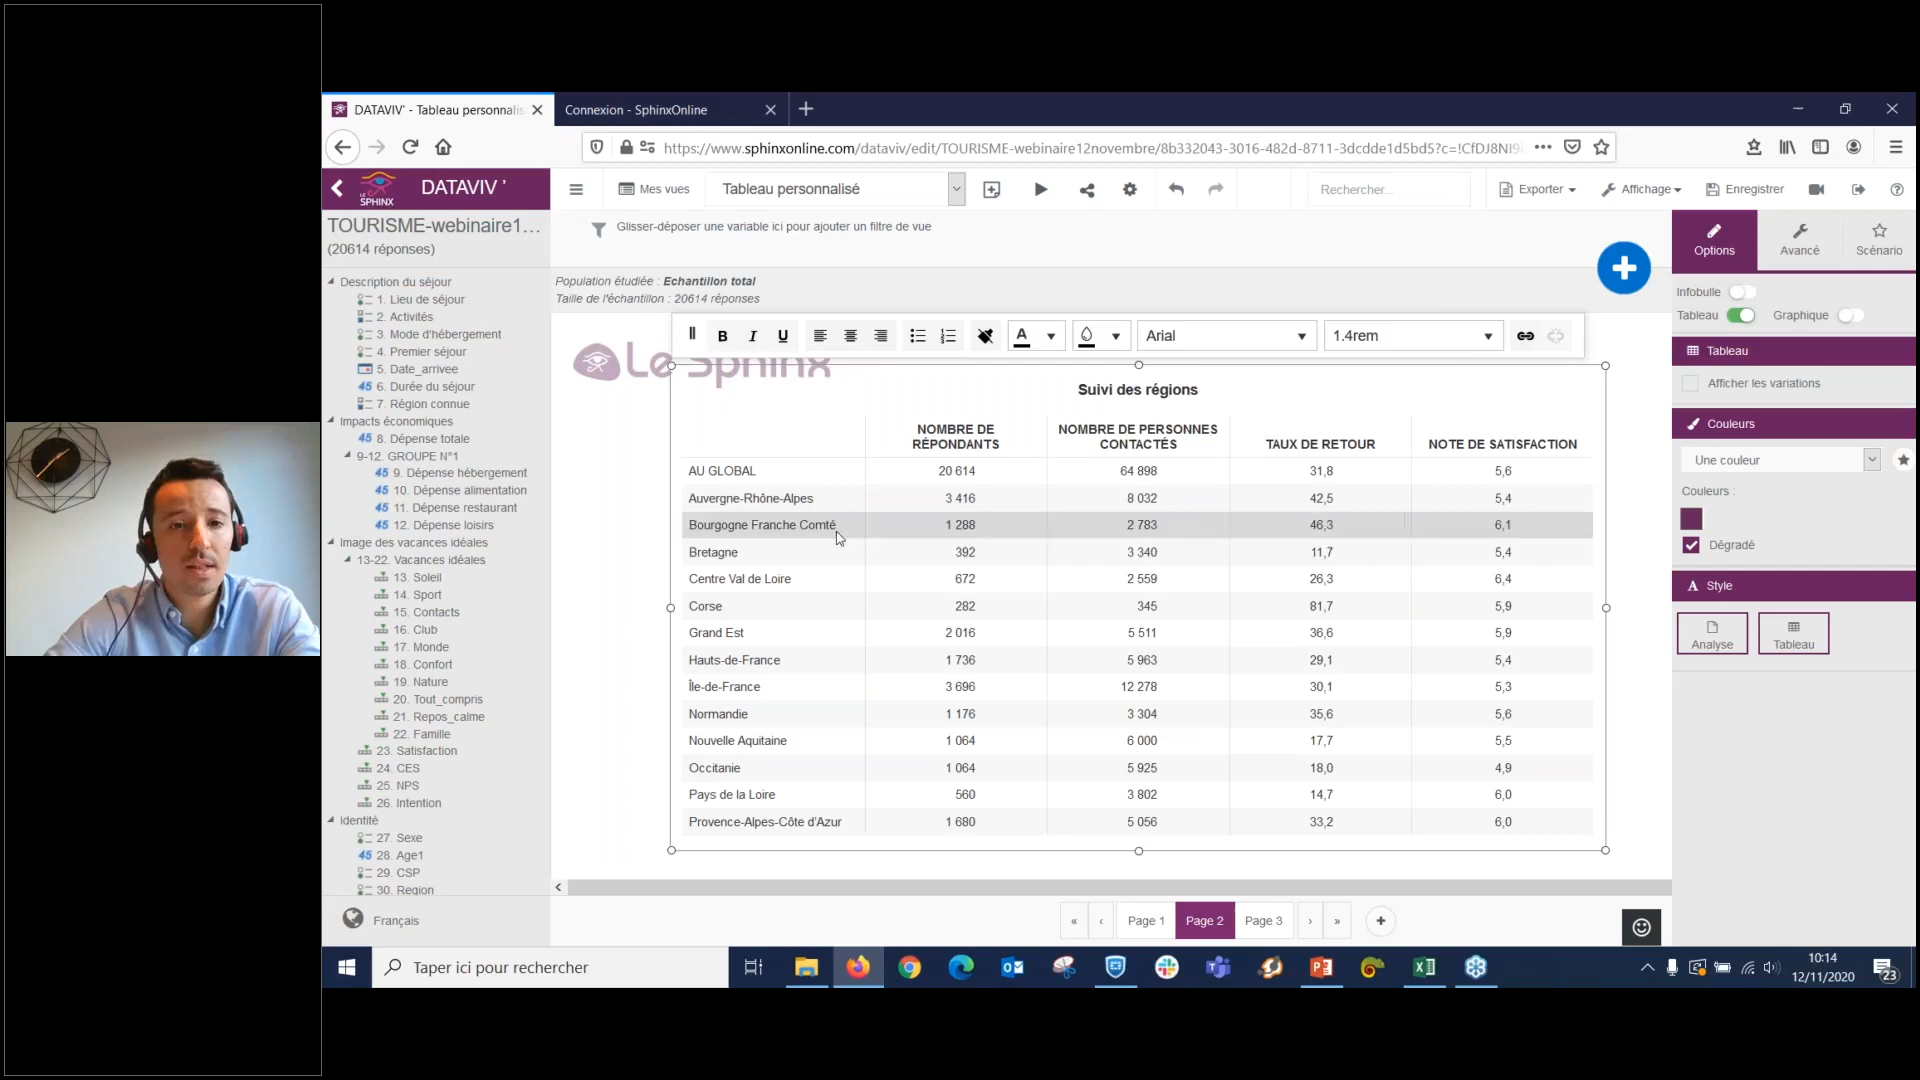 DATAVIV' - Tableau personnalis
Connexion - SphinxOnline
https://www.sphinxonline.com/dataviv/edit/TOURISME-webinaire12novembre/8b332043-3016-482d-8711-3dcdde1d5bd5?c=!CfDJ8NI9i
LE SPHINX
DATAVIV '
Mes vues
Tableau personnalisé
Rechercher...
Exporter
Affichage
Enregistrer
TOURISME-webinaire1...
(20614 réponses)
Glisser-déposer une variable ici pour ajouter un filtre de vue
Options
Avancé
Scénario
Population étudiée : Echantillon total
Taille de l'échantillon : 20614 réponses
Description du séjour
1. Lieu de séjour
2. Activités
3. Mode d'hébergement
4. Premier séjour
5. Date_arrivee
6. Durée du séjour
7. Région connue
Impacts économiques
8. Dépense totale
9-12. GROUPE N°1
9. Dépense hébergement
10. Dépense alimentation
11. Dépense restaurant
12. Dépense loisirs
Image des vacances idéales
13-22. Vacances idéales
13. Soleil
14. Sport
15. Contacts
16. Club
17. Monde
18. Confort
19. Nature
20. Tout_compris
21. Repos_calme
22. Famille
23. Satisfaction
24. CES
25. NPS
26. Intention
Identité
27. Sexe
28. Age1
29. CSP
30. Region
Français
B I U
A
Arial
1.4rem
Le Sphinx
Suivi des régions
NOMBRE DE RÉPONDANTS NOMBRE DE PERSONNES CONTACTÉS TAUX DE RETOUR NOTE DE SATISFACTION
AU GLOBAL 20 614 64 898 31,8 5,6
Auvergne-Rhône-Alpes 3 416 8 032 42,5 5,4
Bourgogne Franche Comté 1 288 2 783 46,3 6,1
Bretagne 392 3 340 11,7 5,4
Centre Val de Loire 672 2 559 26,3 6,4
Corse 282 345 81,7 5,9
Grand Est 2 016 5 511 36,6 5,9
Hauts-de-France 1 736 5 963 29,1 5,4
Île-de-France 3 696 12 278 30,1 5,3
Normandie 1 176 3 304 35,6 5,6
Nouvelle Aquitaine 1 064 6 000 17,7 5,5
Occitanie 1 064 5 925 18,0 4,9
Pays de la Loire 560 3 802 14,7 6,0
Provence-Alpes-Côte d'Azur 1 680 5 056 33,2 6,0
Infobulle
Tableau
Graphique
Tableau
Afficher les variations
Couleurs
Une couleur
Couleurs :
Dégradé
A Style
Analyse
Tableau
« ‹ Page 1 Page 2 Page 3 › » +
Taper ici pour rechercher
10:14
12/11/2020
23